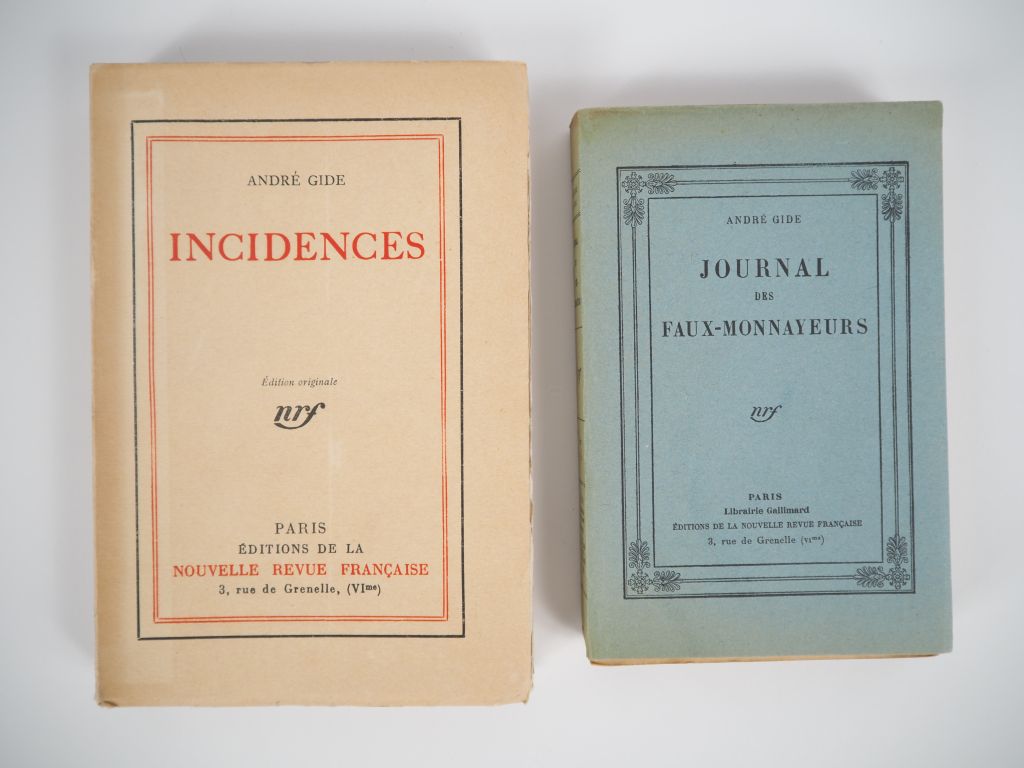 ANDRÉ GIDE
INCIDENCES
Édition originale
nrf
PARIS
ÉDITIONS DE LA
NOUVELLE REVUE FRANÇAISE
3, rue de Grenelle, (VIme)
ANDRÉ GIDE
JOURNAL
DES
FAUX-MONNAYEURS
nrf
PARIS
Librairie Gallimard
ÉDITIONS DE LA NOUVELLE REVUE FRANÇAISE
3, rue de Grenelle (VIme)